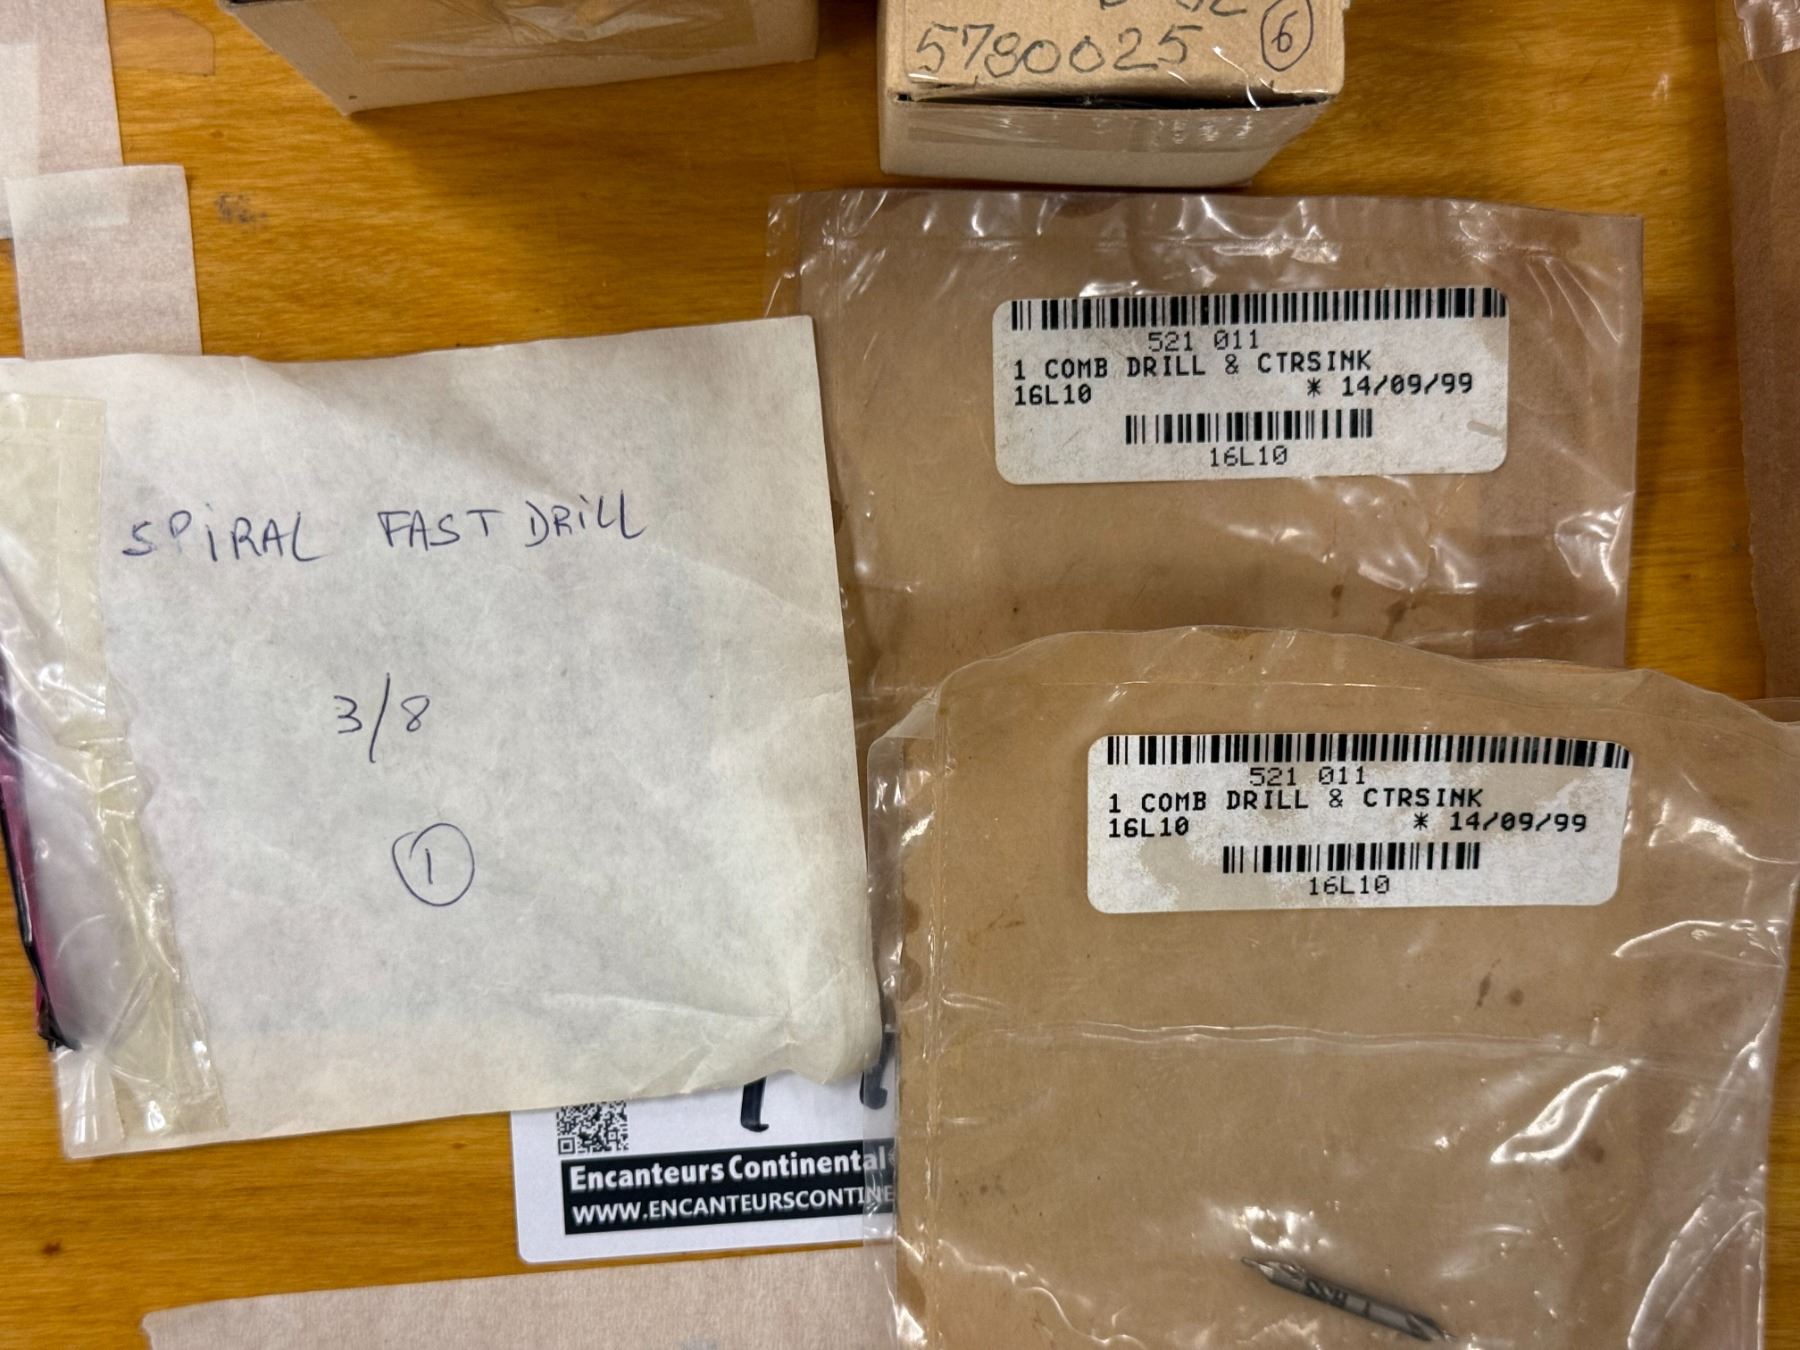 5780025 6
521 011
1 COMB DRILL & CTRSINK
16L10 * 14/09/99
16L10
SPIRAL FAST DRILL
3/8
1
521 011
1 COMB DRILL & CTRSINK
16L10 * 14/09/99
16L10
Encanteurs Continental
WWW.ENCANTEURSCONTINE